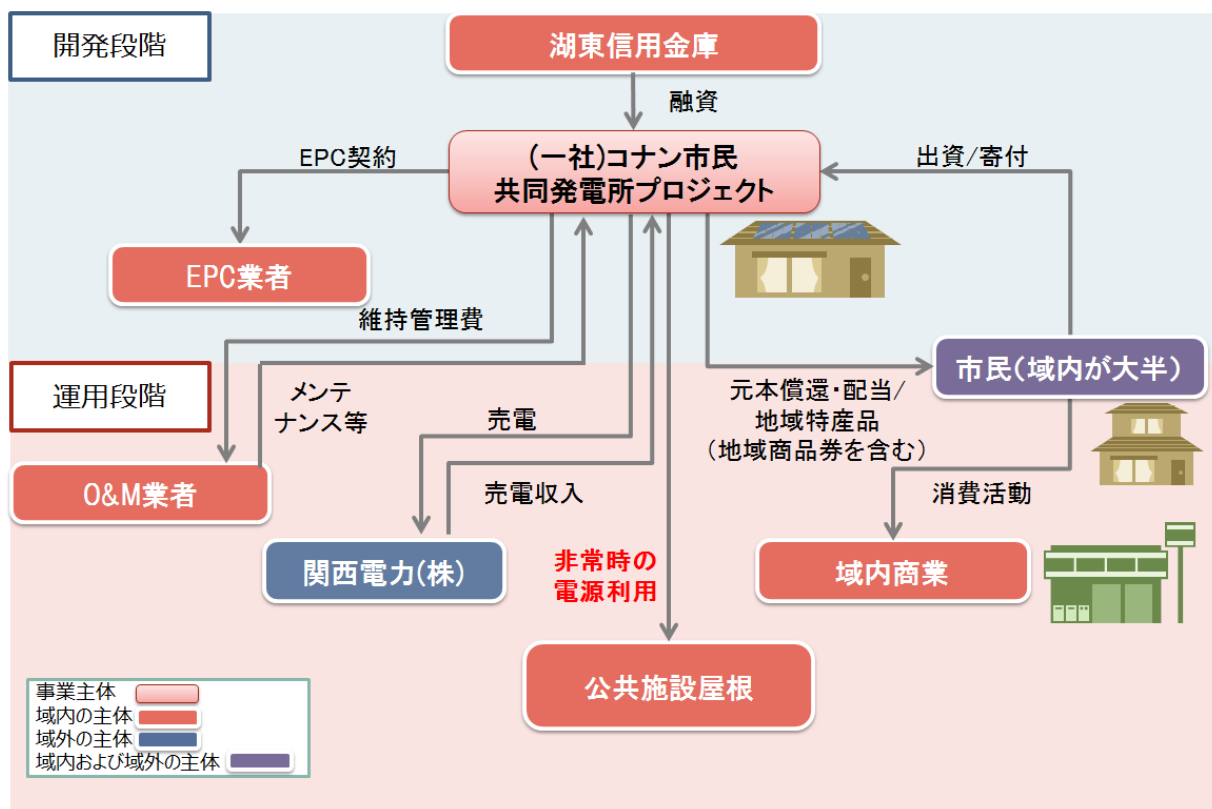 開発段階
湖東信用金庫
融資
(一社)コナン市民
共同発電所プロジェクト
EPC契約
出資/寄付
EPC業者
維持管理費
市民(域内が大半)
運用段階
メンテ
ナンス等
売電
元本償還・配当/
地域特産品
(地域商品券を含む)
O&M業者
売電収入
消費活動
関西電力(株)
非常時の
電源利用
域内商業
公共施設屋根
事業主体
域内の主体
域外の主体
域内および域外の主体